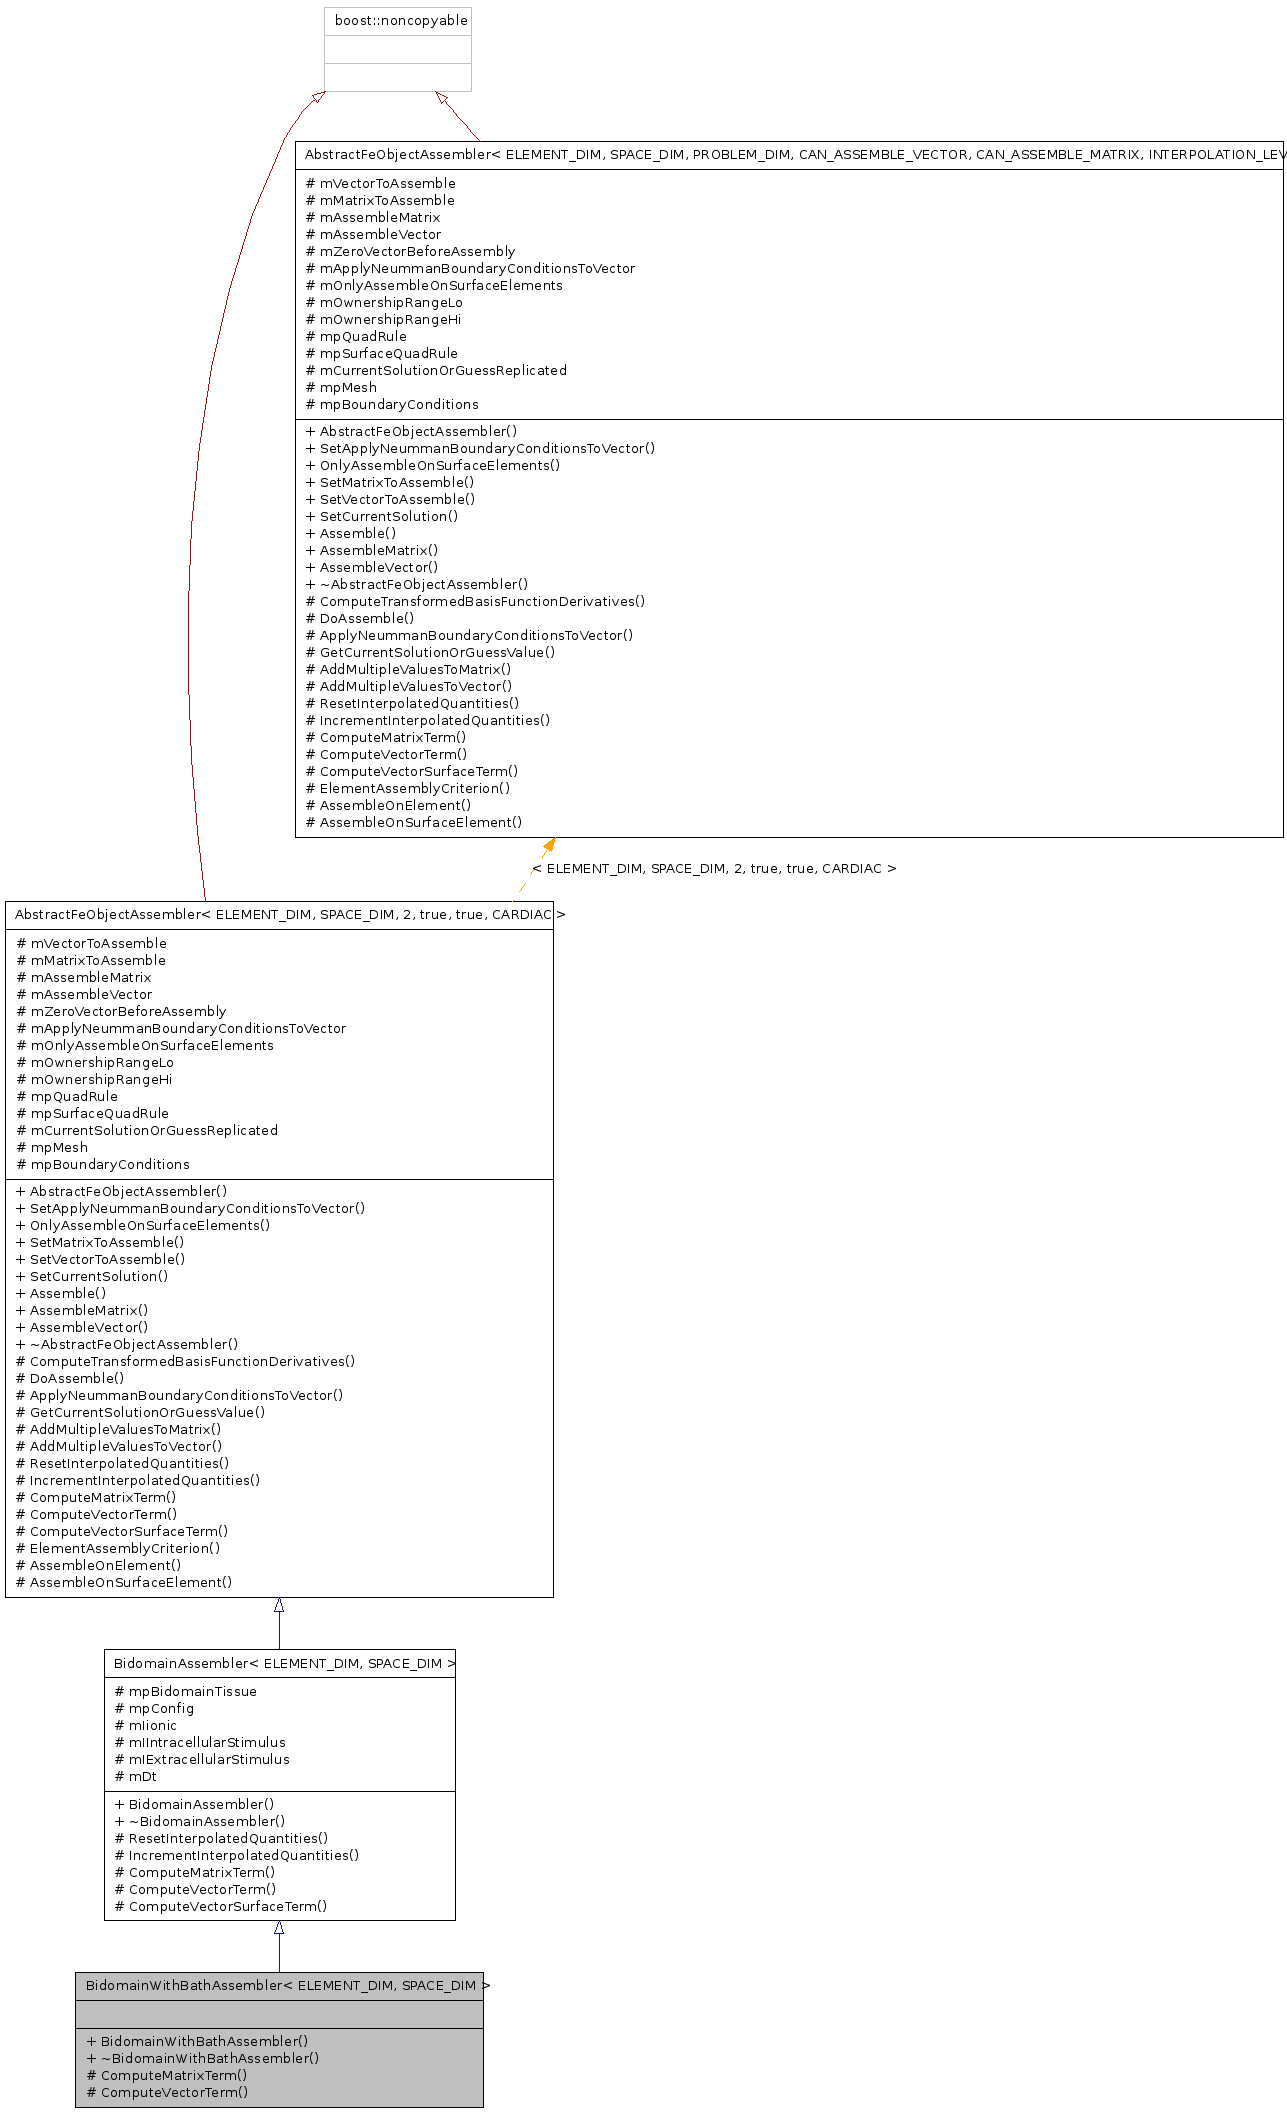 boost::noncopyable
AbstractFeObjectAssembler< ELEMENT_DIM, SPACE_DIM, PROBLEM_DIM, CAN_ASSEMBLE_VECTOR, CAN_ASSEMBLE_MATRIX, INTERPOLATION_LEV
# mVectorToAssemble
# mMatrixToAssemble
# mAssembleMatrix
# mAssembleVector
# mZeroVectorBeforeAssembly
# mApplyNeummanBoundaryConditionsToVector
# mOnlyAssembleOnSurfaceElements
# mOwnershipRangeLo
# mOwnershipRangeHi
# mpQuadRule
# mpSurfaceQuadRule
# mCurrentSolutionOrGuessReplicated
# mpMesh
# mpBoundaryConditions
+ AbstractFeObjectAssembler()
+ SetApplyNeummanBoundaryConditionsToVector()
+ OnlyAssembleOnSurfaceElements()
+ SetMatrixToAssemble()
+ SetVectorToAssemble()
+ SetCurrentSolution()
+ Assemble()
+ AssembleMatrix()
+ AssembleVector()
+ ~AbstractFeObjectAssembler()
# ComputeTransformedBasisFunctionDerivatives()
# DoAssemble()
# ApplyNeummanBoundaryConditionsToVector()
# GetCurrentSolutionOrGuessValue()
# AddMultipleValuesToMatrix()
# AddMultipleValuesToVector()
# ResetInterpolatedQuantities()
# IncrementInterpolatedQuantities()
# ComputeMatrixTerm()
# ComputeVectorTerm()
# ComputeVectorSurfaceTerm()
# ElementAssemblyCriterion()
# AssembleOnElement()
# AssembleOnSurfaceElement()
< ELEMENT_DIM, SPACE_DIM, 2, true, true, CARDIAC >
AbstractFeObjectAssembler< ELEMENT_DIM, SPACE_DIM, 2, true, true, CARDIAC >
# mVectorToAssemble
# mMatrixToAssemble
# mAssembleMatrix
# mAssembleVector
# mZeroVectorBeforeAssembly
# mApplyNeummanBoundaryConditionsToVector
# mOnlyAssembleOnSurfaceElements
# mOwnershipRangeLo
# mOwnershipRangeHi
# mpQuadRule
# mpSurfaceQuadRule
# mCurrentSolutionOrGuessReplicated
# mpMesh
# mpBoundaryConditions
+ AbstractFeObjectAssembler()
+ SetApplyNeummanBoundaryConditionsToVector()
+ OnlyAssembleOnSurfaceElements()
+ SetMatrixToAssemble()
+ SetVectorToAssemble()
+ SetCurrentSolution()
+ Assemble()
+ AssembleMatrix()
+ AssembleVector()
+ ~AbstractFeObjectAssembler()
# ComputeTransformedBasisFunctionDerivatives()
# DoAssemble()
# ApplyNeummanBoundaryConditionsToVector()
# GetCurrentSolutionOrGuessValue()
# AddMultipleValuesToMatrix()
# AddMultipleValuesToVector()
# ResetInterpolatedQuantities()
# IncrementInterpolatedQuantities()
# ComputeMatrixTerm()
# ComputeVectorTerm()
# ComputeVectorSurfaceTerm()
# ElementAssemblyCriterion()
# AssembleOnElement()
# AssembleOnSurfaceElement()
BidomainAssembler< ELEMENT_DIM, SPACE_DIM >
# mpBidomainTissue
# mpConfig
# mIionic
# mIIntracellularStimulus
# mIExtracellularStimulus
# mDt
+ BidomainAssembler()
+ ~BidomainAssembler()
# ResetInterpolatedQuantities()
# IncrementInterpolatedQuantities()
# ComputeMatrixTerm()
# ComputeVectorTerm()
# ComputeVectorSurfaceTerm()
BidomainWithBathAssembler< ELEMENT_DIM, SPACE_DIM >
+ BidomainWithBathAssembler()
+ ~BidomainWithBathAssembler()
# ComputeMatrixTerm()
# ComputeVectorTerm()